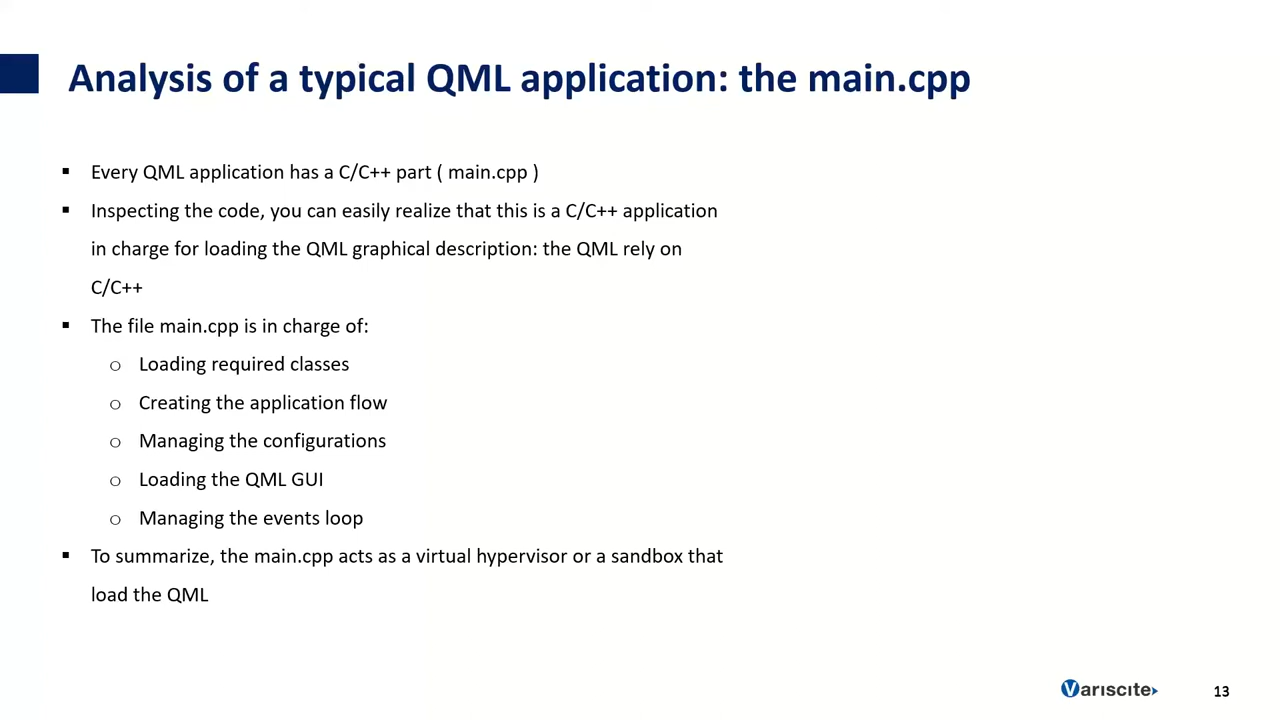 Analysis of a typical QML application: the main.cpp
▪ Every QML application has a C/C++ part ( main.cpp )
▪ Inspecting the code, you can easily realize that this is a C/C++ application
in charge for loading the QML graphical description: the QML rely on
C/C++
▪ The file main.cpp is in charge of:
o Loading required classes
o Creating the application flow
o Managing the configurations
o Loading the QML GUI
o Managing the events loop
▪ To summarize, the main.cpp acts as a virtual hypervisor or a sandbox that
load the QML
Variscite
13